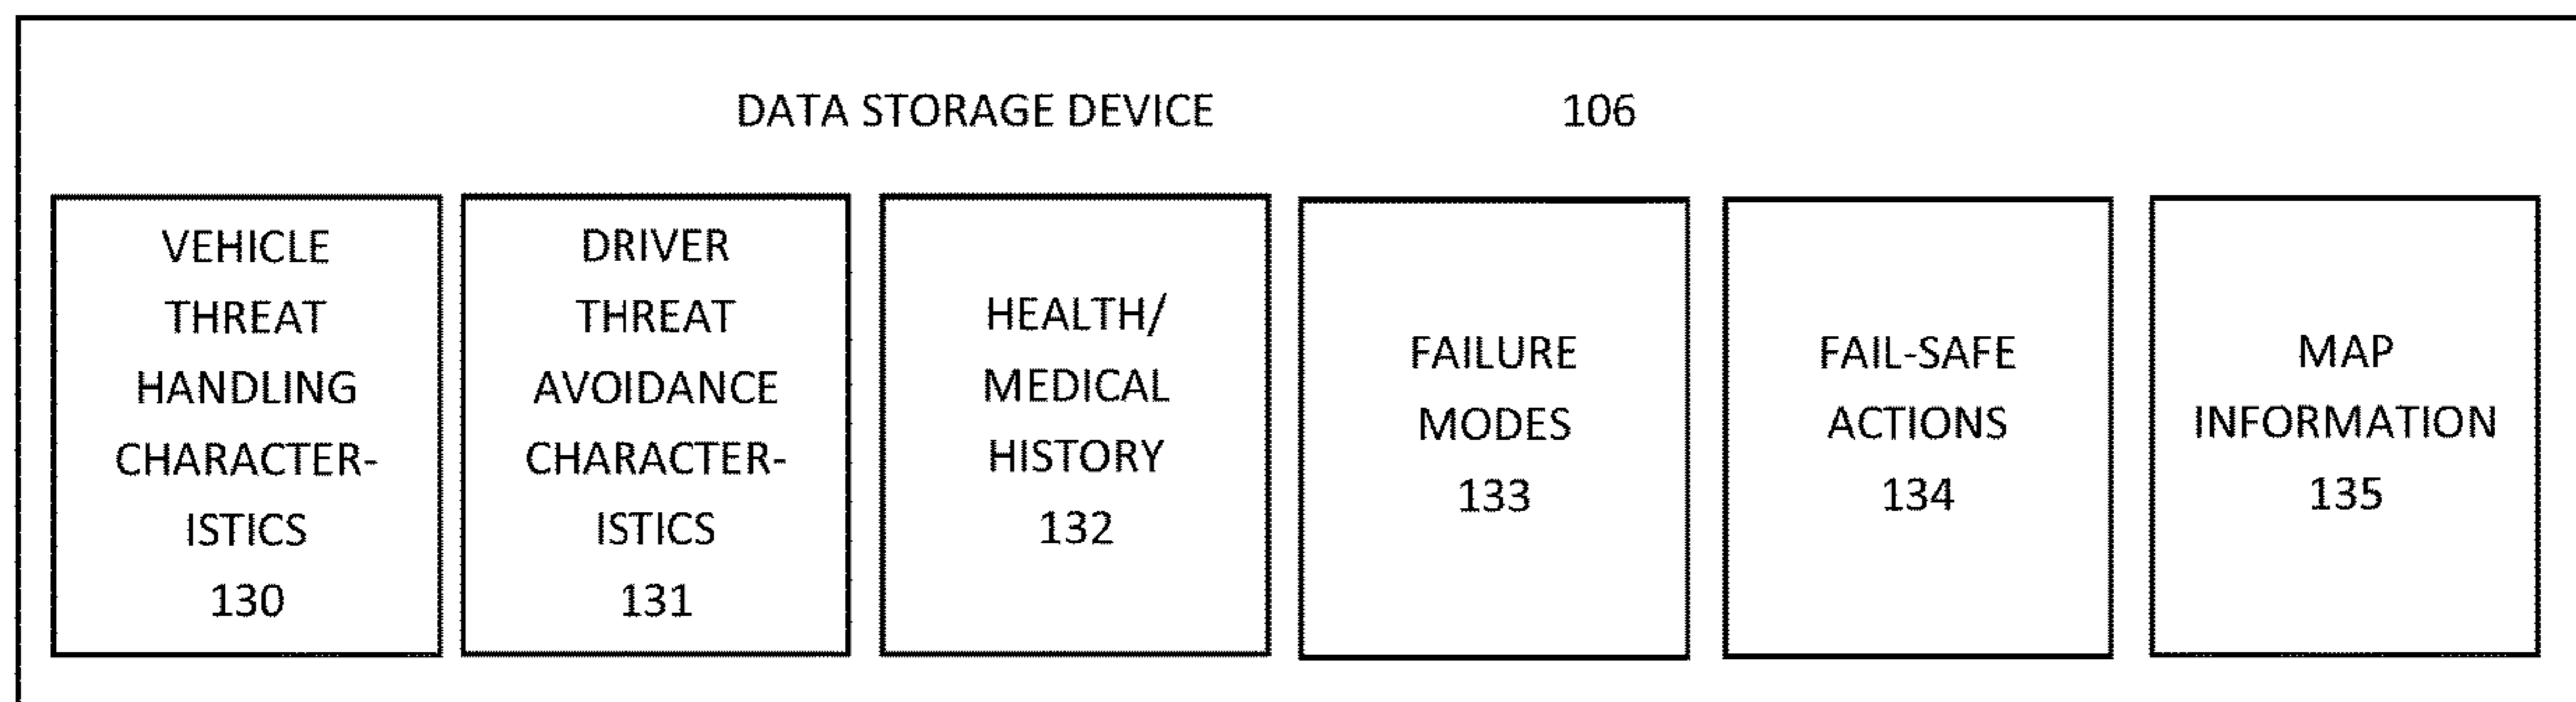 DATA STORAGE DEVICE 106
VEHICLE
THREAT
HANDLING
CHARACTER-
ISTICS
130
DRIVER
THREAT
AVOIDANCE
CHARACTER-
ISTICS
131
HEALTH/
MEDICAL
HISTORY
132
FAILURE
MODES
133
FAIL-SAFE
ACTIONS
134
MAP
INFORMATION
135